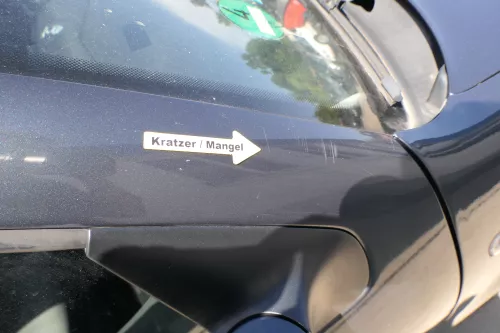 Kratzer / Mangel